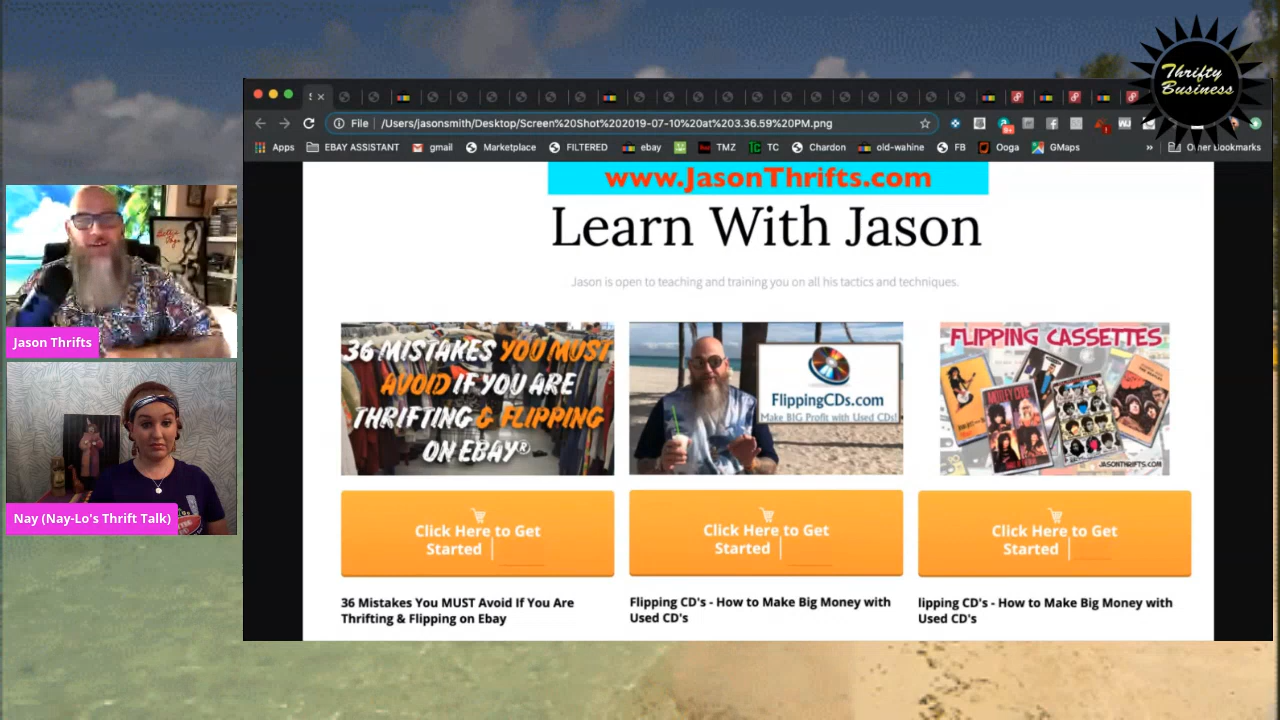 Thrifty
Business
File
/Users/jasonsmith/Desktop/Screen%20Shot%202019-07-10%20at%203.36.59%20PM.png
Apps
EBAY ASSISTANT
gmail
Marketplace
FILTERED
ebay
TMZ
TC
Chardon
old-wahine
FB
Ooga
GMaps
»
Other Bookmarks
www.JasonThrifts.com
Learn With Jason
Jason is open to teaching and training you on all his tactics and techniques.
36 MISTAKES YOU MUST
AVOID IF YOU ARE
THRIFTING & FLIPPING
ON EBAY®
FlippingCDs.com
Make BIG Profit with Used CDs!
FLIPPING CASSETTES
JASONTHRIFTS.COM
Click Here to Get
Started
Click Here to Get
Started
Click Here to Get
Started
36 Mistakes You MUST Avoid If You Are
Thrifting & Flipping on Ebay
Flipping CD's - How to Make Big Money with
Used CD's
lipping CD's - How to Make Big Money with
Used CD's
Jason Thrifts
Nay (Nay-Lo's Thrift Talk)